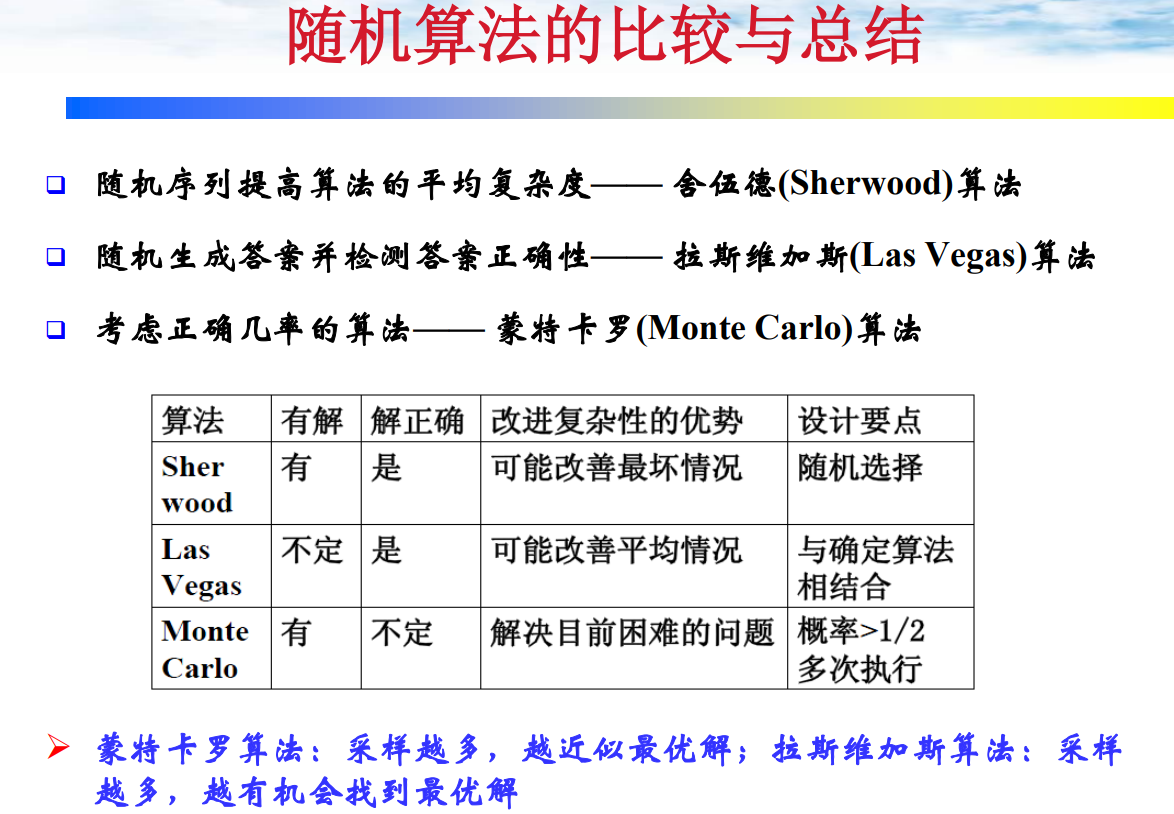 随机算法的比较与总结
随机序列提高算法的平均复杂度—— 舍伍德(Sherwood)算法
随机生成答案并检测答案正确性—— 拉斯维加斯(Las Vegas)算法
考虑正确几率的算法—— 蒙特卡罗(Monte Carlo)算法
算法 有解 解正确 改进复杂性的优势 设计要点
Sher 有 是 可能改善最坏情况 随机选择
wood
Las 不定 是 可能改善平均情况 与确定算法
Vegas 相结合
Monte 有 不定 解决目前困难的问题 概率>1/2
Carlo 多次执行
蒙特卡罗算法：采样越多，越近似最优解；拉斯维加斯算法：采样
越多，越有机会找到最优解